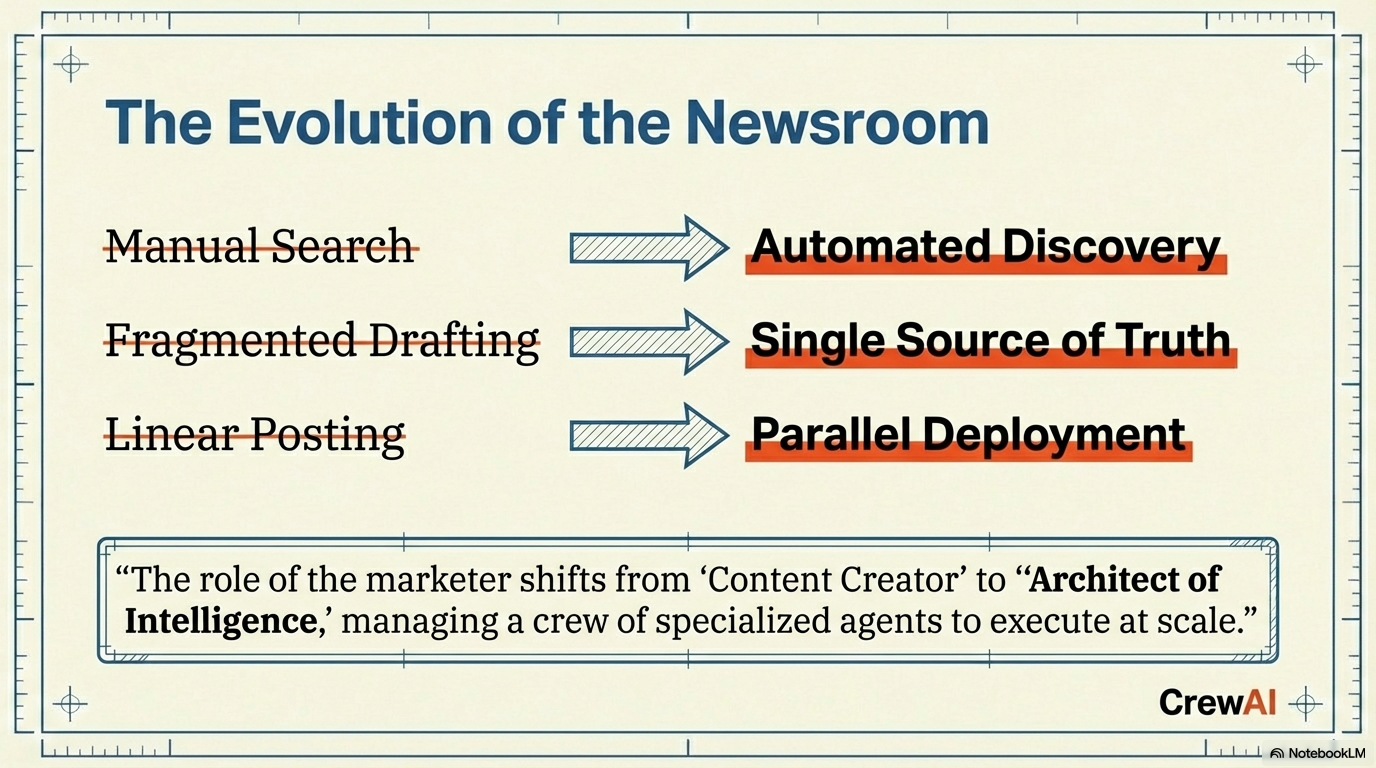 The Evolution of the Newsroom
Manual Search
Automated Discovery
Fragmented Drafting
Single Source of Truth
Linear Posting
Parallel Deployment
“The role of the marketer shifts from ‘Content Creator’ to “Architect of
Intelligence,’ managing a crew of specialized agents to execute at scale.”
CrewAI
NotebookLM